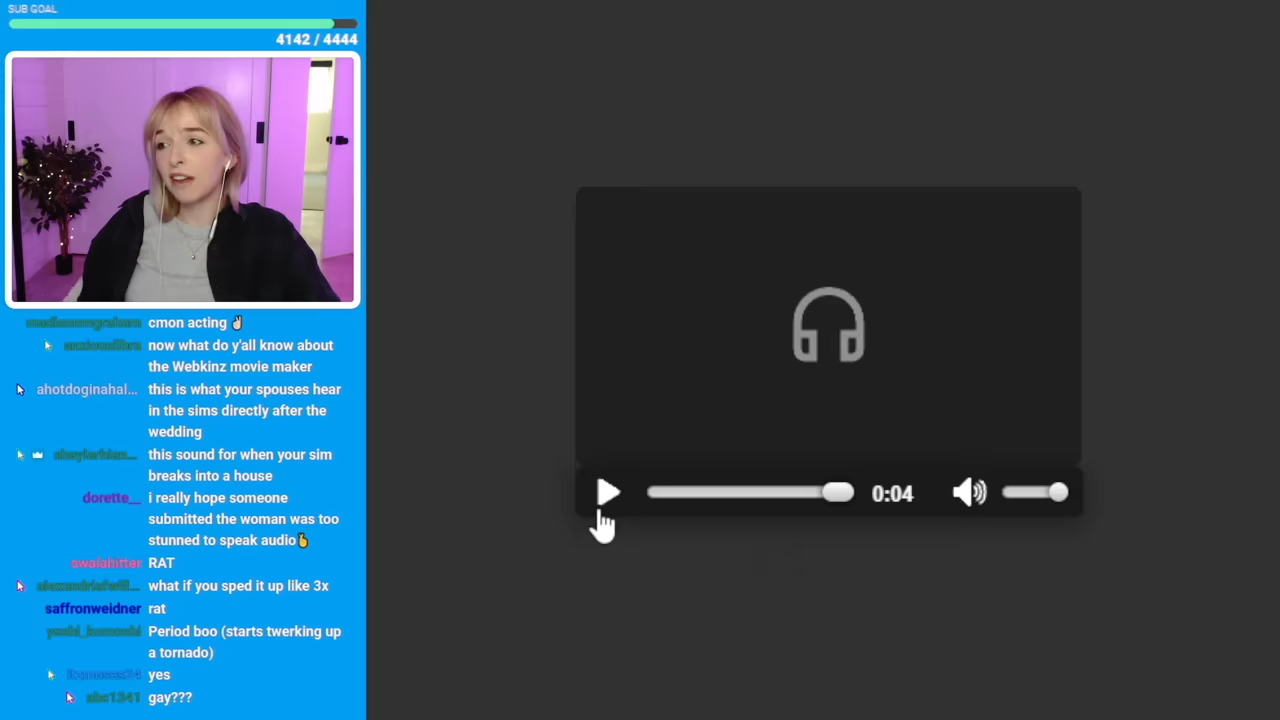 SUB GOAL
4142 / 4444
cmon acting ✌🏻
now what do y'all know about
the Webkinz movie maker
ahotdoginahal... this is what your spouses hear
in the sims directly after the
wedding
this sound for when your sim
breaks into a house
dorette__ i really hope someone
submitted the woman was too
stunned to speak audio🫰
RAT
what if you sped it up like 3x
saffronweidner rat
Period boo (starts twerking up
a tornado)
yes
abc1341 gay???
0:04